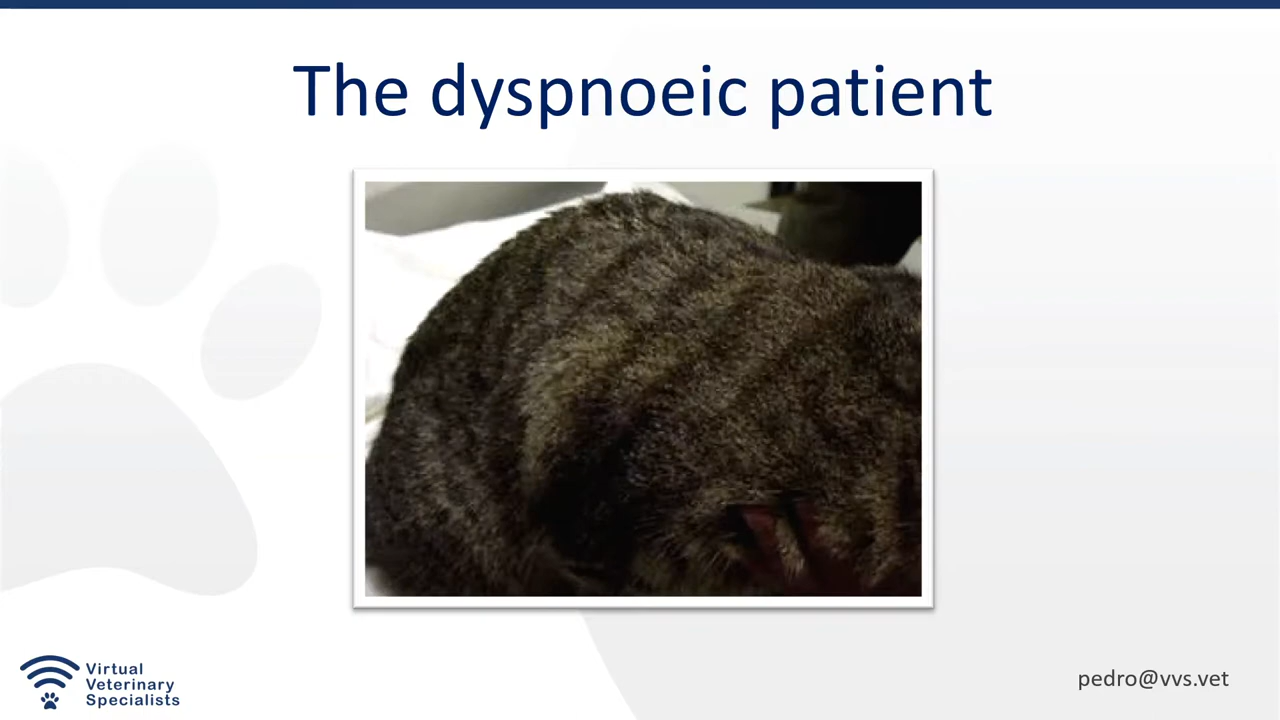 The dyspnoeic patient
Virtual
Veterinary
Specialists
pedro@vvs.vet